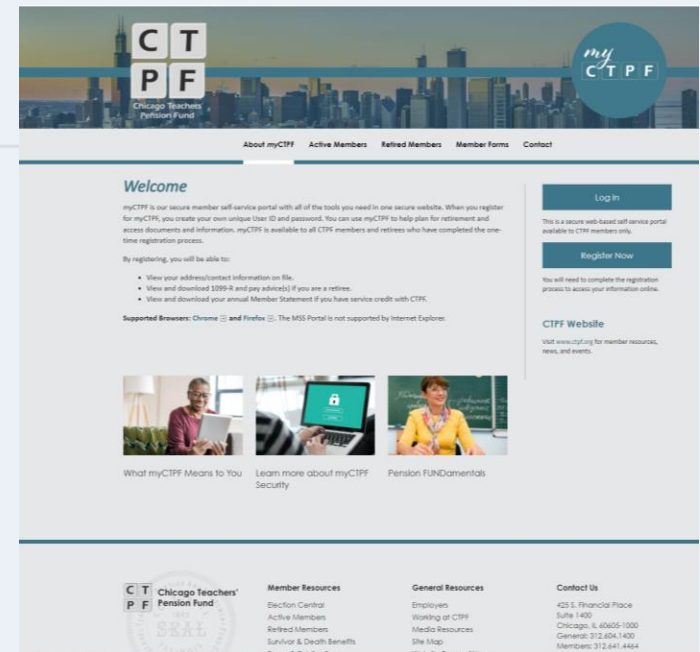 C T
P F
Chicago Teachers'
Pension Fund
my
C T P F
About myCTPF Active Members Retired Members Member Forms Contact
Welcome
myCTPF is our secure member self-service portal with all of the tools you need in one secure website. When you register
for myCTPF, you create your own unique User ID and password. You can use myCTPF to help plan for retirement and
access documents and information. myCTPF is available to all CTPF members and retirees who have completed the one-
time registration process.
By registering, you will be able to:
• View your address/contact information on file.
• View and download 1099-R and pay advice(s) if you are a retiree.
• View and download your annual Member Statement if you have service credit with CTPF.
Supported Browsers: Chrome and Firefox. The MSS Portal is not supported by Internet Explorer.
Log In
This is a secure web-based self-service portal
available to CTPF members only.
Register Now
You will need to complete the registration
process to access your information online.
CTPF Website
Visit www.ctpf.org for member resources,
news, and events.
What myCTPF Means to You
Learn more about myCTPF
Security
Pension FUNDamentals
C T
P F
Chicago Teachers'
Pension Fund
SEAL
Member Resources
Election Central
Active Members
Retired Members
Survivor & Death Benefits
General Resources
Employers
Working at CTPF
Media Resources
Site Map
Contact Us
425 S. Financial Place
Suite 1400
Chicago, IL 60605-1000
General: 312.604.1400
Members: 312.641.4464